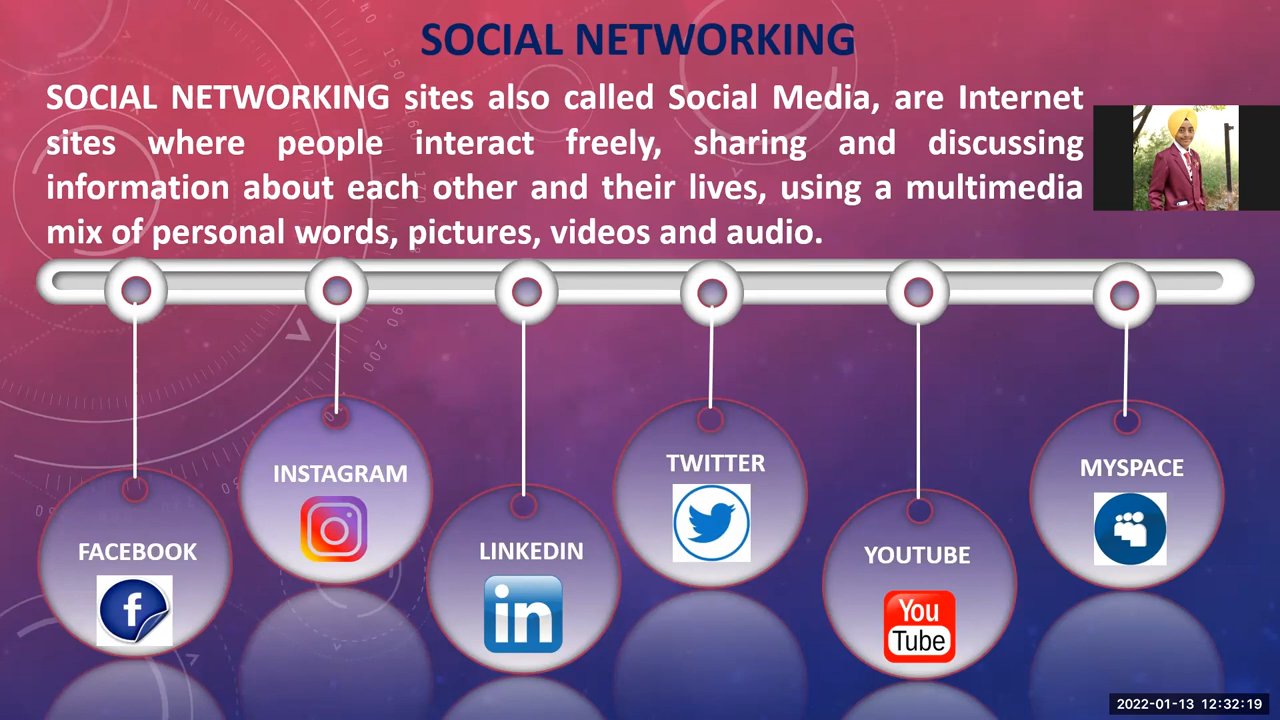 SOCIAL NETWORKING
SOCIAL NETWORKING sites also called Social Media, are Internet
sites where people interact freely, sharing and discussing
information about each other and their lives, using a multimedia
mix of personal words, pictures, videos and audio.
FACEBOOK
f
INSTAGRAM
LINKEDIN
in
TWITTER
YOUTUBE
You
Tube
MYSPACE
2022-01-13 12:32:19